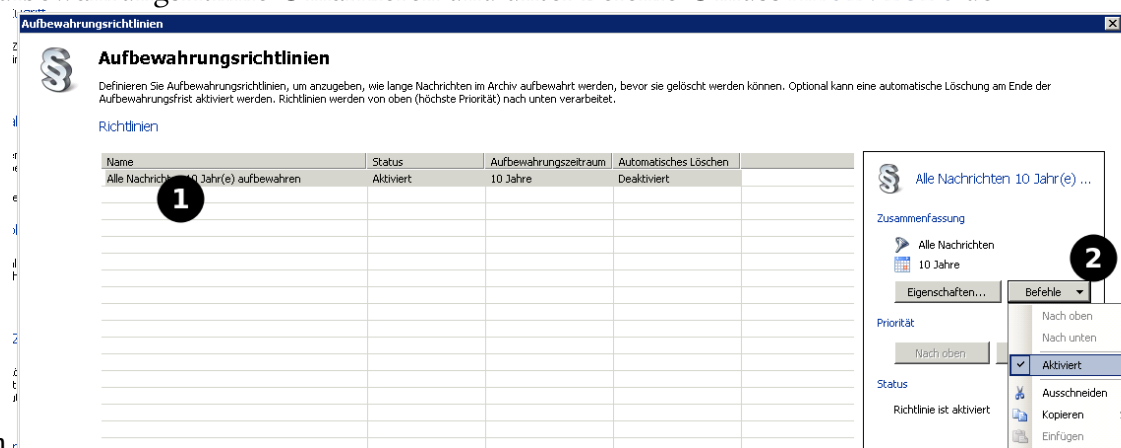 Aufbewahrungsrichtlinien
Aufbewahrungsrichtlinien
Definieren Sie Aufbewahrungsrichtlinien, um anzugeben, wie lange Nachrichten im Archiv aufbewahrt werden, bevor sie gelöscht werden können. Optional kann eine automatische Löschung am Ende der
Aufbewahrungsfrist aktiviert werden. Richtlinien werden von oben (höchste Priorität) nach unten verarbeitet.
Richtlinien
Name Status Aufbewahrungszeitraum Automatisches Löschen
Alle Nachrichten 10 Jahr(e) aufbewahren Aktiviert 10 Jahre Deaktiviert
1
Alle Nachrichten 10 Jahr(e) ...
Zusammenfassung
Alle Nachrichten
10 Jahre
2
Eigenschaften... Befehle
Nach oben
Nach unten
Priorität
Nach oben
Aktiviert
Status
Ausschneiden
Richtlinie ist aktiviert
Kopieren
Einfügen